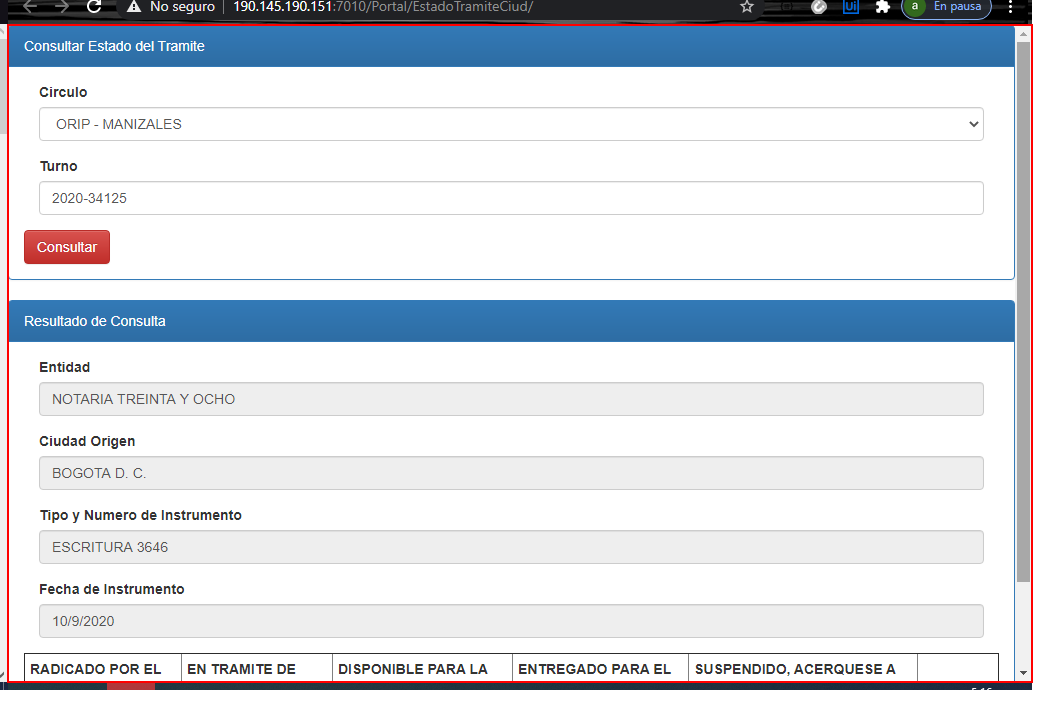 No seguro 190.145.190.151:7010/Portal/EstadoTramiteCiud/ Ui a En pausa
Consultar Estado del Tramite
Circulo
ORIP - MANIZALES
Turno
2020-34125
Consultar
Resultado de Consulta
Entidad
NOTARIA TREINTA Y OCHO
Ciudad Origen
BOGOTA D. C.
Tipo y Numero de Instrumento
ESCRITURA 3646
Fecha de Instrumento
10/9/2020
RADICADO POR EL EN TRAMITE DE DISPONIBLE PARA LA ENTREGADO PARA EL SUSPENDIDO, ACERQUESE A